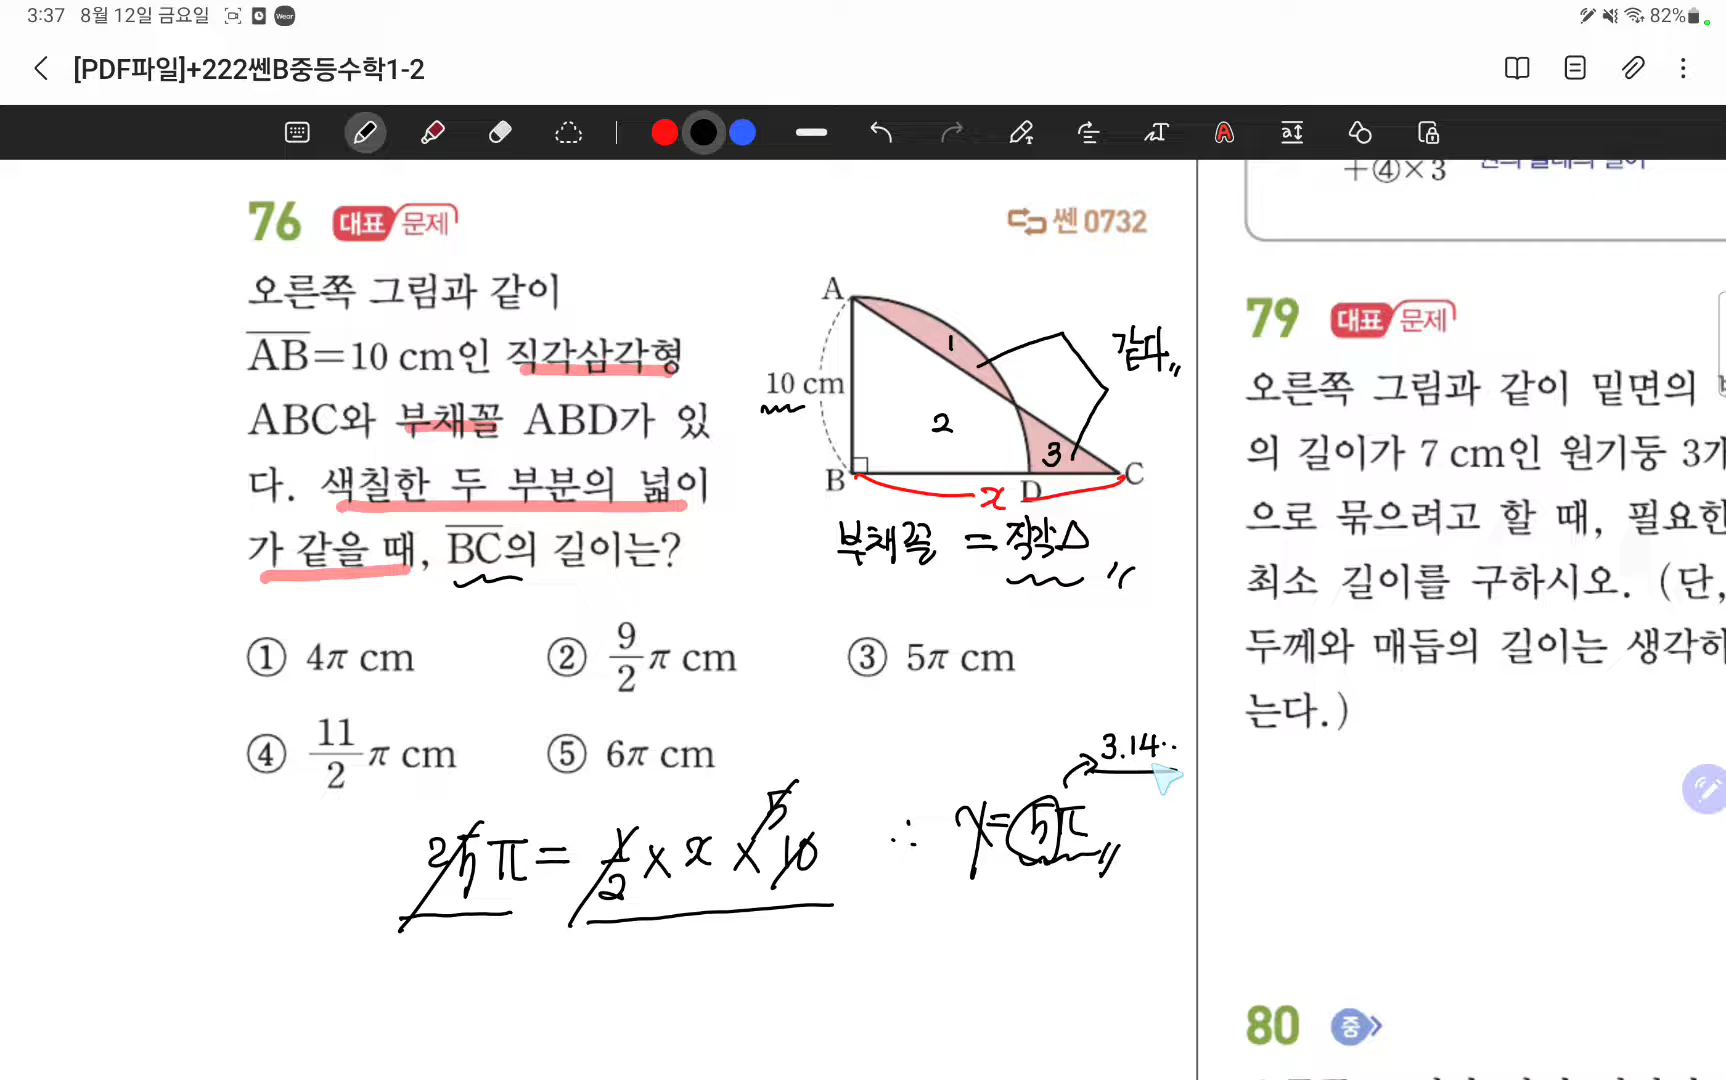 3:37 8월 12일 금요일 Wear 82%
[PDF파일]+222쎈B중등수학1-2
76 대표 문제 쎈 0732
오른쪽 그림과 같이
AB=10 cm인 직각삼각형
ABC와 부채꼴 ABD가 있
다. 색칠한 두 부분의 넓이
가 같을 때, BC의 길이는?
A
10 cm
B
D
C
1
2
3
같다
x
부채꼴 = 직각△
① 4π cm ② 9/2 π cm ③ 5π cm
④ 11/2 π cm ⑤ 6π cm
25π = 1/2 × x × 10
5
∴ x = 5π
3.14··
+④×3
79 대표 문제
오른쪽 그림과 같이 밑면의
의 길이가 7 cm인 원기둥 3개
으로 묶으려고 할 때, 필요한
최소 길이를 구하시오. (단,
두께와 매듭의 길이는 생각하
는다.)
80 중